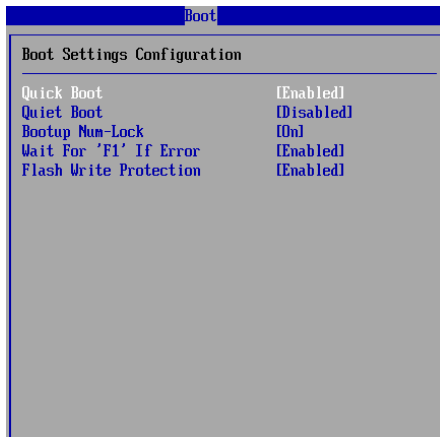 Boot
Boot Settings Configuration
Quick Boot [Enabled]
Quiet Boot [Disabled]
Bootup Num-Lock [On]
Wait For 'F1' If Error [Enabled]
Flash Write Protection [Enabled]